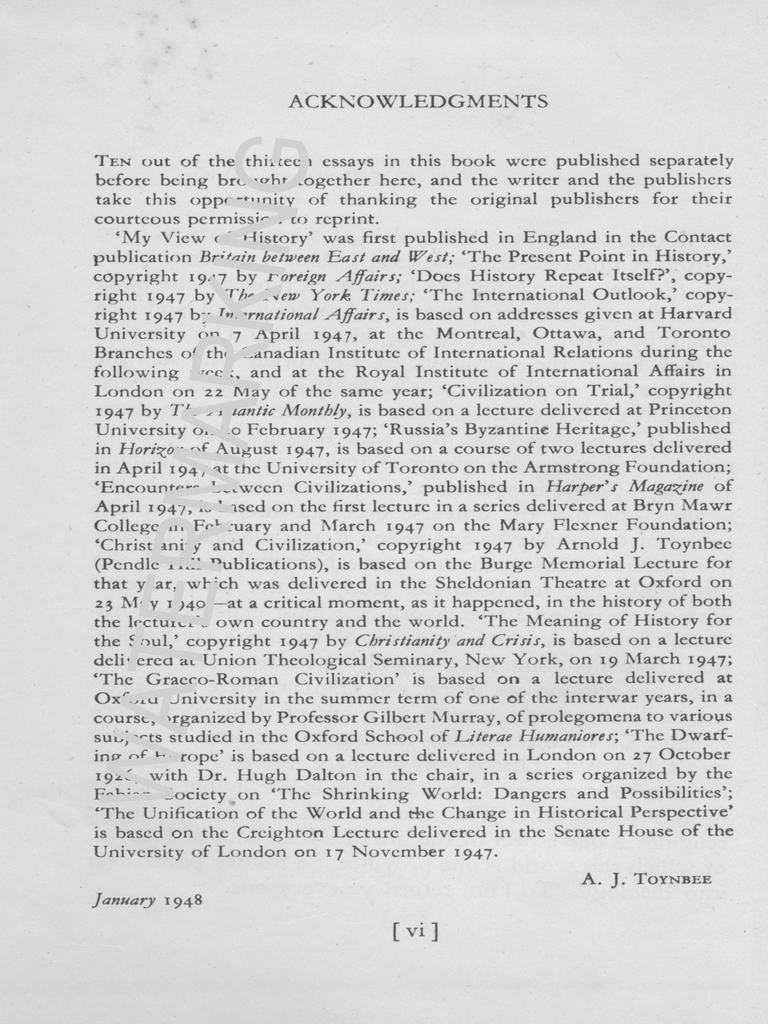 ACKNOWLEDGMENTS
TEN out of the thirteen essays in this book were published separately
before being brought together here, and the writer and the publishers
take this opportunity of thanking the original publishers for their
courteous permission to reprint.
'My View of History' was first published in England in the Contact
publication Britain between East and West; 'The Present Point in History,'
copyright 1947 by Foreign Affairs; 'Does History Repeat Itself?', copy-
right 1947 by The New York Times; 'The International Outlook,' copy-
right 1947 by International Affairs, is based on addresses given at Harvard
University on 7 April 1947, at the Montreal, Ottawa, and Toronto
Branches of the Canadian Institute of International Relations during the
following week, and at the Royal Institute of International Affairs in
London on 22 May of the same year; 'Civilization on Trial,' copyright
1947 by The Atlantic Monthly, is based on a lecture delivered at Princeton
University on February 1947; 'Russia's Byzantine Heritage,' published
in Horizon of August 1947, is based on a course of two lectures delivered
in April 1947 at the University of Toronto on the Armstrong Foundation;
'Encounters between Civilizations,' published in Harper's Magazine of
April 1947, is based on the first lecture in a series delivered at Bryn Mawr
College in February and March 1947 on the Mary Flexner Foundation;
'Christianity and Civilization,' copyright 1947 by Arnold J. Toynbee
(Pendle Hill Publications), is based on the Burge Memorial Lecture for
that year, which was delivered in the Sheldonian Theatre at Oxford on
23 May 1940—at a critical moment, as it happened, in the history of both
the lecturer's own country and the world. 'The Meaning of History for
the Soul,' copyright 1947 by Christianity and Crisis, is based on a lecture
delivered at Union Theological Seminary, New York, on 19 March 1947;
'The Graeco-Roman Civilization' is based on a lecture delivered at
Oxford University in the summer term of one of the interwar years, in a
course, organized by Professor Gilbert Murray, of prolegomena to various
subjects studied in the Oxford School of Literae Humaniores; 'The Dwarf-
ing of Europe' is based on a lecture delivered in London on 27 October
with Dr. Hugh Dalton in the chair, in a series organized by the
Fabian Society on 'The Shrinking World: Dangers and Possibilities';
'The Unification of the World and the Change in Historical Perspective'
is based on the Creighton Lecture delivered in the Senate House of the
University of London on 17 November 1947.
A. J. TOYNBEE
January 1948
[ vi ]
WATERMARKING